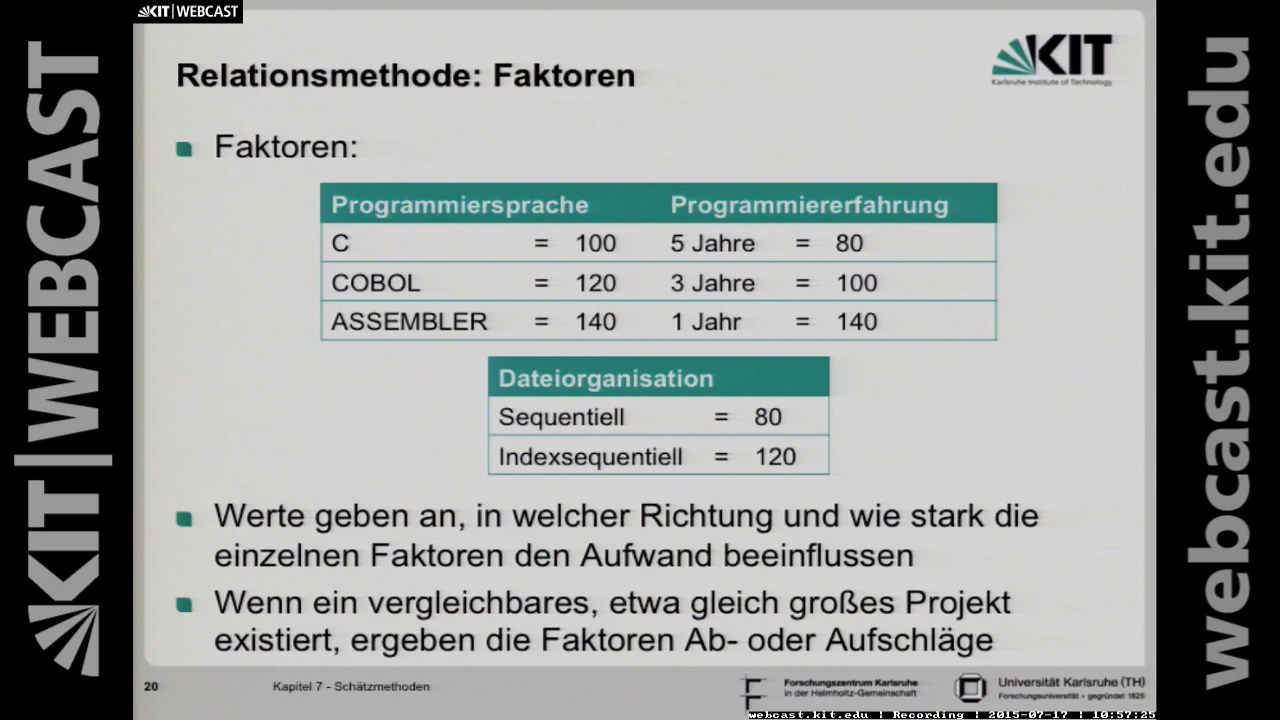 KIT|WEBCAST
KIT|WEBCAST
webcast.kit.edu
KIT
Karlsruhe Institute of Technology
Relationsmethode: Faktoren
Faktoren:
Programmiersprache Programmiererfahrung
C = 100 5 Jahre = 80
COBOL = 120 3 Jahre = 100
ASSEMBLER = 140 1 Jahr = 140
Dateiorganisation
Sequentiell = 80
Indexsequentiell = 120
Werte geben an, in welcher Richtung und wie stark die
einzelnen Faktoren den Aufwand beeinflussen
Wenn ein vergleichbares, etwa gleich großes Projekt
existiert, ergeben die Faktoren Ab- oder Aufschläge
20 Kapitel 7 - Schätzmethoden
Forschungszentrum Karlsruhe
in der Helmholtz-Gemeinschaft
Universität Karlsruhe (TH)
Forschungsuniversität - gegründet 1825
webcast.kit.edu | Recording | 2015-07-17 | 10:57:25